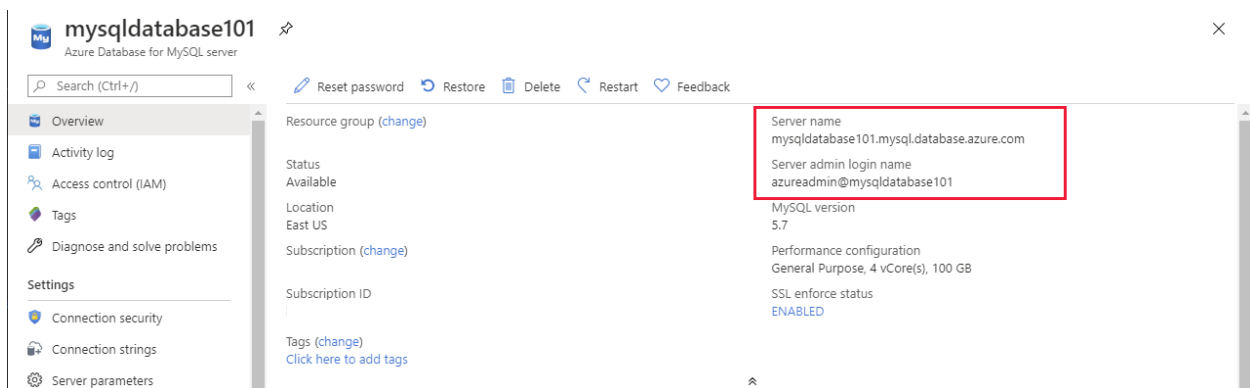 mysqldatabase101
Azure Database for MySQL server
My
Search (Ctrl+/)
«
Reset password
Restore
Delete
Restart
Feedback
My
Overview
Activity log
Access control (IAM)
Tags
Diagnose and solve problems
Settings
Connection security
Connection strings
Server parameters
Resource group (change)
Status
Available
Location
East US
Subscription (change)
Subscription ID
Tags (change)
Click here to add tags
Server name
mysqldatabase101.mysql.database.azure.com
Server admin login name
azureadmin@mysqldatabase101
MySQL version
5.7
Performance configuration
General Purpose, 4 vCore(s), 100 GB
SSL enforce status
ENABLED